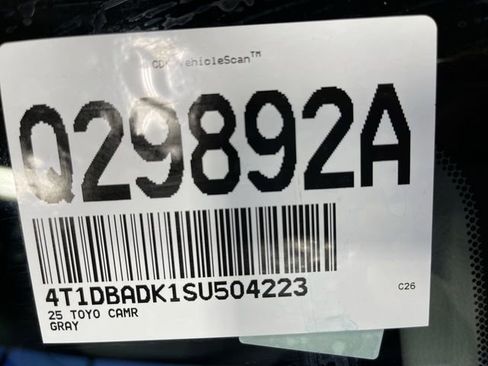 CDK VehicleScan™
Q29892A
4T1DBADK1SU504223
25 TOYO CAMR
GRAY
C26